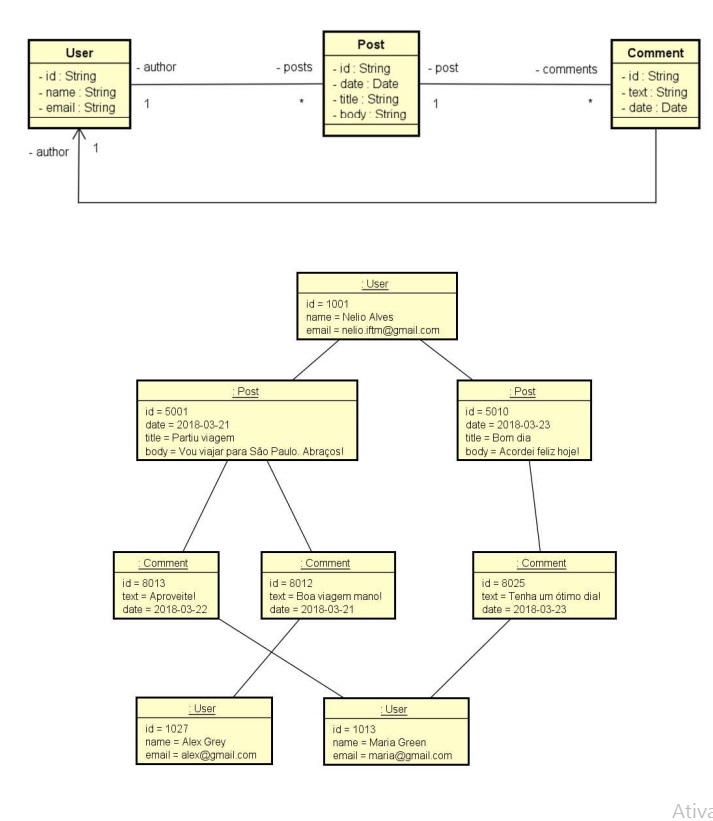 User
- id : String
- name : String
- email : String
- author
1
- posts
*
Post
- id : String
- date : Date
- title : String
- body : String
- post
1
- comments
*
Comment
- id : String
- text : String
- date : Date
- author
1
: User
id = 1001
name = Nelio Alves
email = nelio.iftm@gmail.com
: Post
id = 5001
date = 2018-03-21
title = Partiu viagem
body = Vou viajar para São Paulo. Abraços!
: Post
id = 5010
date = 2018-03-23
title = Bom dia
body = Acordei feliz hoje!
: Comment
id = 8013
text = Aproveite!
date = 2018-03-22
: Comment
id = 8012
text = Boa viagem mano!
date = 2018-03-21
: Comment
id = 8025
text = Tenha um ótimo dia!
date = 2018-03-23
: User
id = 1027
name = Alex Grey
email = alex@gmail.com
: User
id = 1013
name = Maria Green
email = maria@gmail.com
Ativa